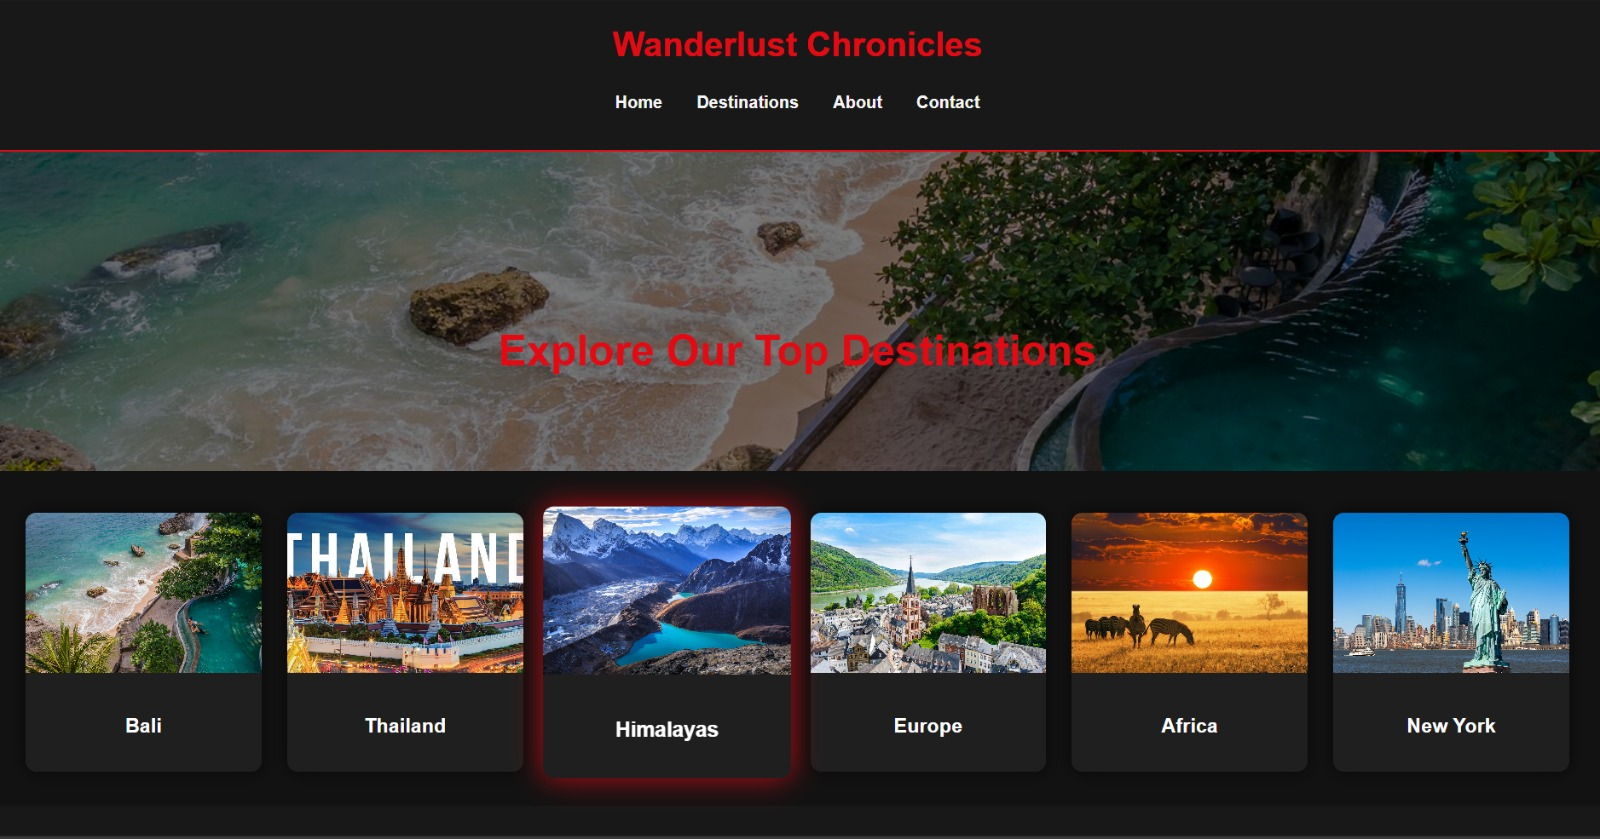 Wanderlust Chronicles
Home Destinations About Contact
Explore Our Top Destinations
THAILAND
Bali
Thailand
Himalayas
Europe
Africa
New York